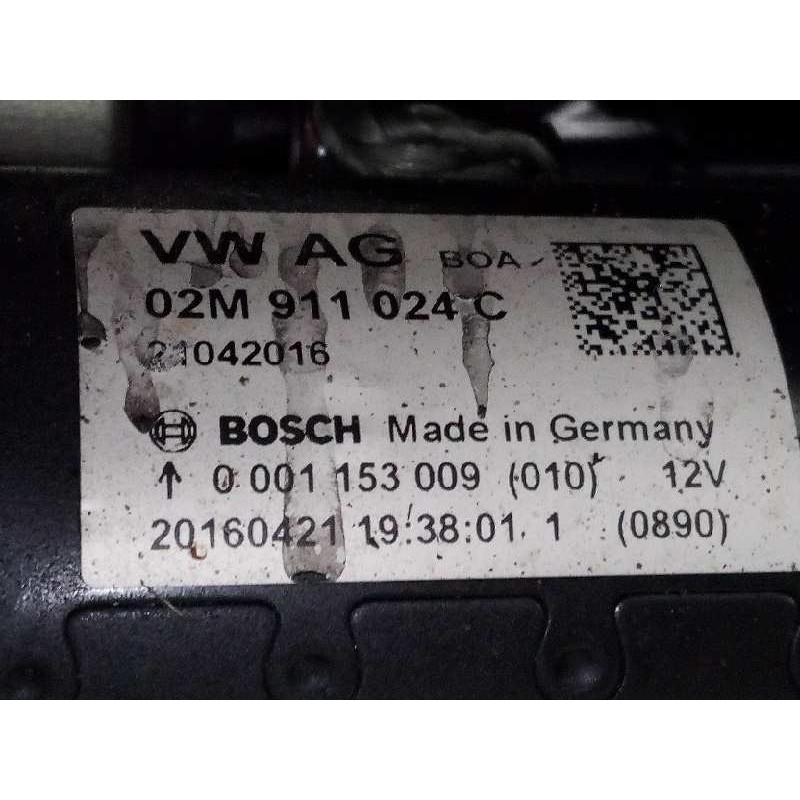 VW AG BOA
02M 911 024 C
21042016
BOSCH Made in Germany
↑ 0 001 153 009 (010) 12V
20160421 19:38:01. 1 (0890)